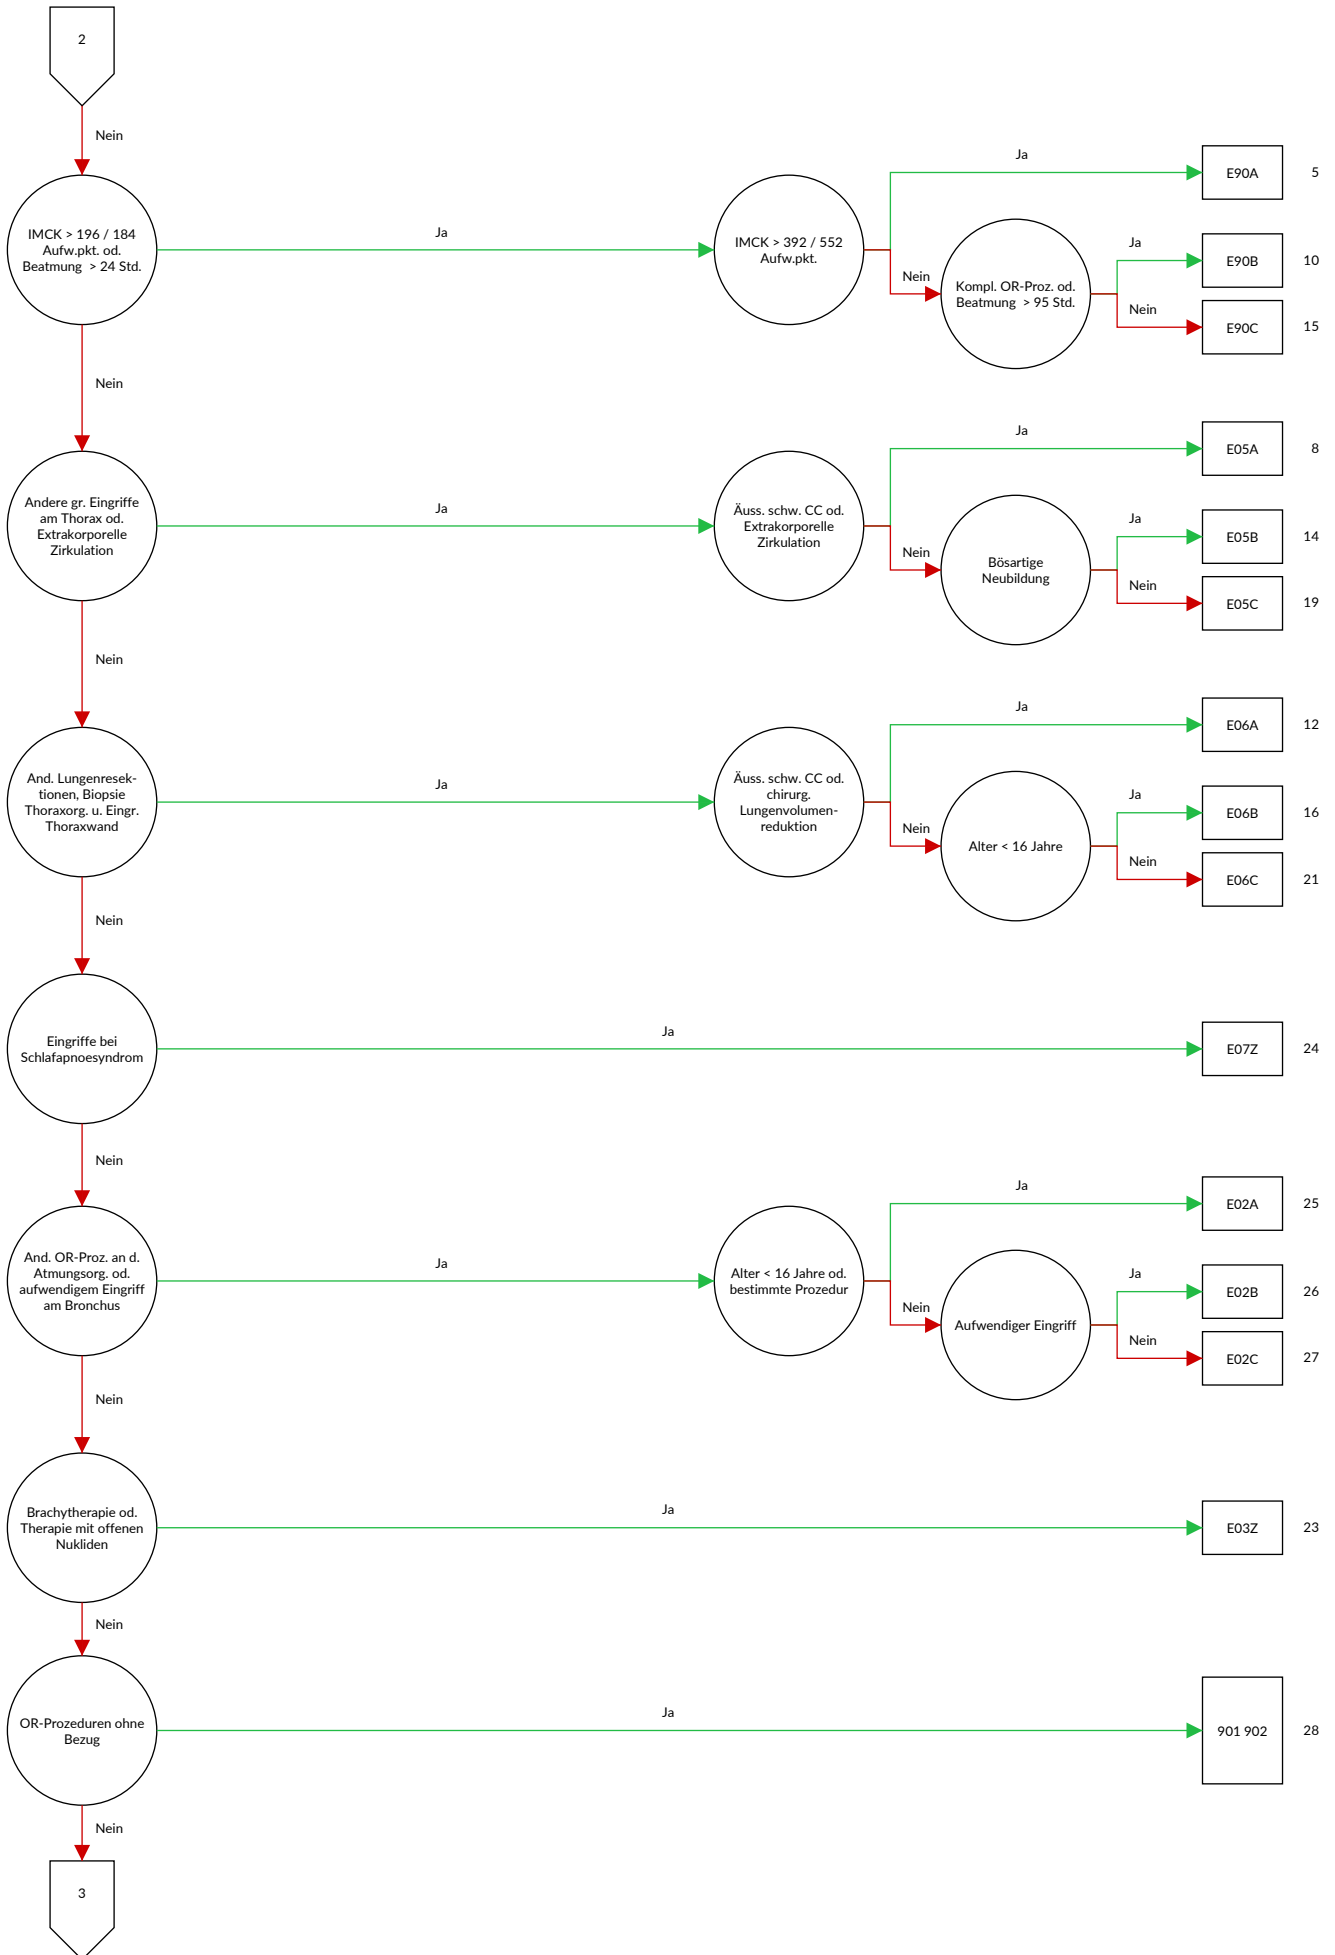 2
Nein
IMCK > 196 / 184
Aufw.pkt. od.
Beatmung > 24 Std.
Ja
IMCK > 392 / 552
Aufw.pkt.
Ja
E90A
5
Nein
Kompl. OR-Proz. od.
Beatmung > 95 Std.
Ja
E90B
10
Nein
E90C
15
Nein
Andere gr. Eingriffe
am Thorax od.
Extrakorporelle
Zirkulation
Ja
Äuss. schw. CC od.
Extrakorporelle
Zirkulation
Ja
E05A
8
Nein
Bösartige
Neubildung
Ja
E05B
14
Nein
E05C
19
Nein
And. Lungenresek-
tionen, Biopsie
Thoraxorg. u. Eingr.
Thoraxwand
Ja
Äuss. schw. CC od.
chirurg.
Lungenvolumen-
reduktion
Ja
E06A
12
Nein
Alter < 16 Jahre
Ja
E06B
16
Nein
E06C
21
Nein
Eingriffe bei
Schlafapnoesyndrom
Ja
E07Z
24
Nein
And. OR-Proz. an d.
Atmungsorg. od.
aufwendigem Eingriff
am Bronchus
Ja
Alter < 16 Jahre od.
bestimmte Prozedur
Ja
E02A
25
Nein
Aufwendiger Eingriff
Ja
E02B
26
Nein
E02C
27
Nein
Brachytherapie od.
Therapie mit offenen
Nukliden
Ja
E03Z
23
Nein
OR-Prozeduren ohne
Bezug
Ja
901 902
28
Nein
3